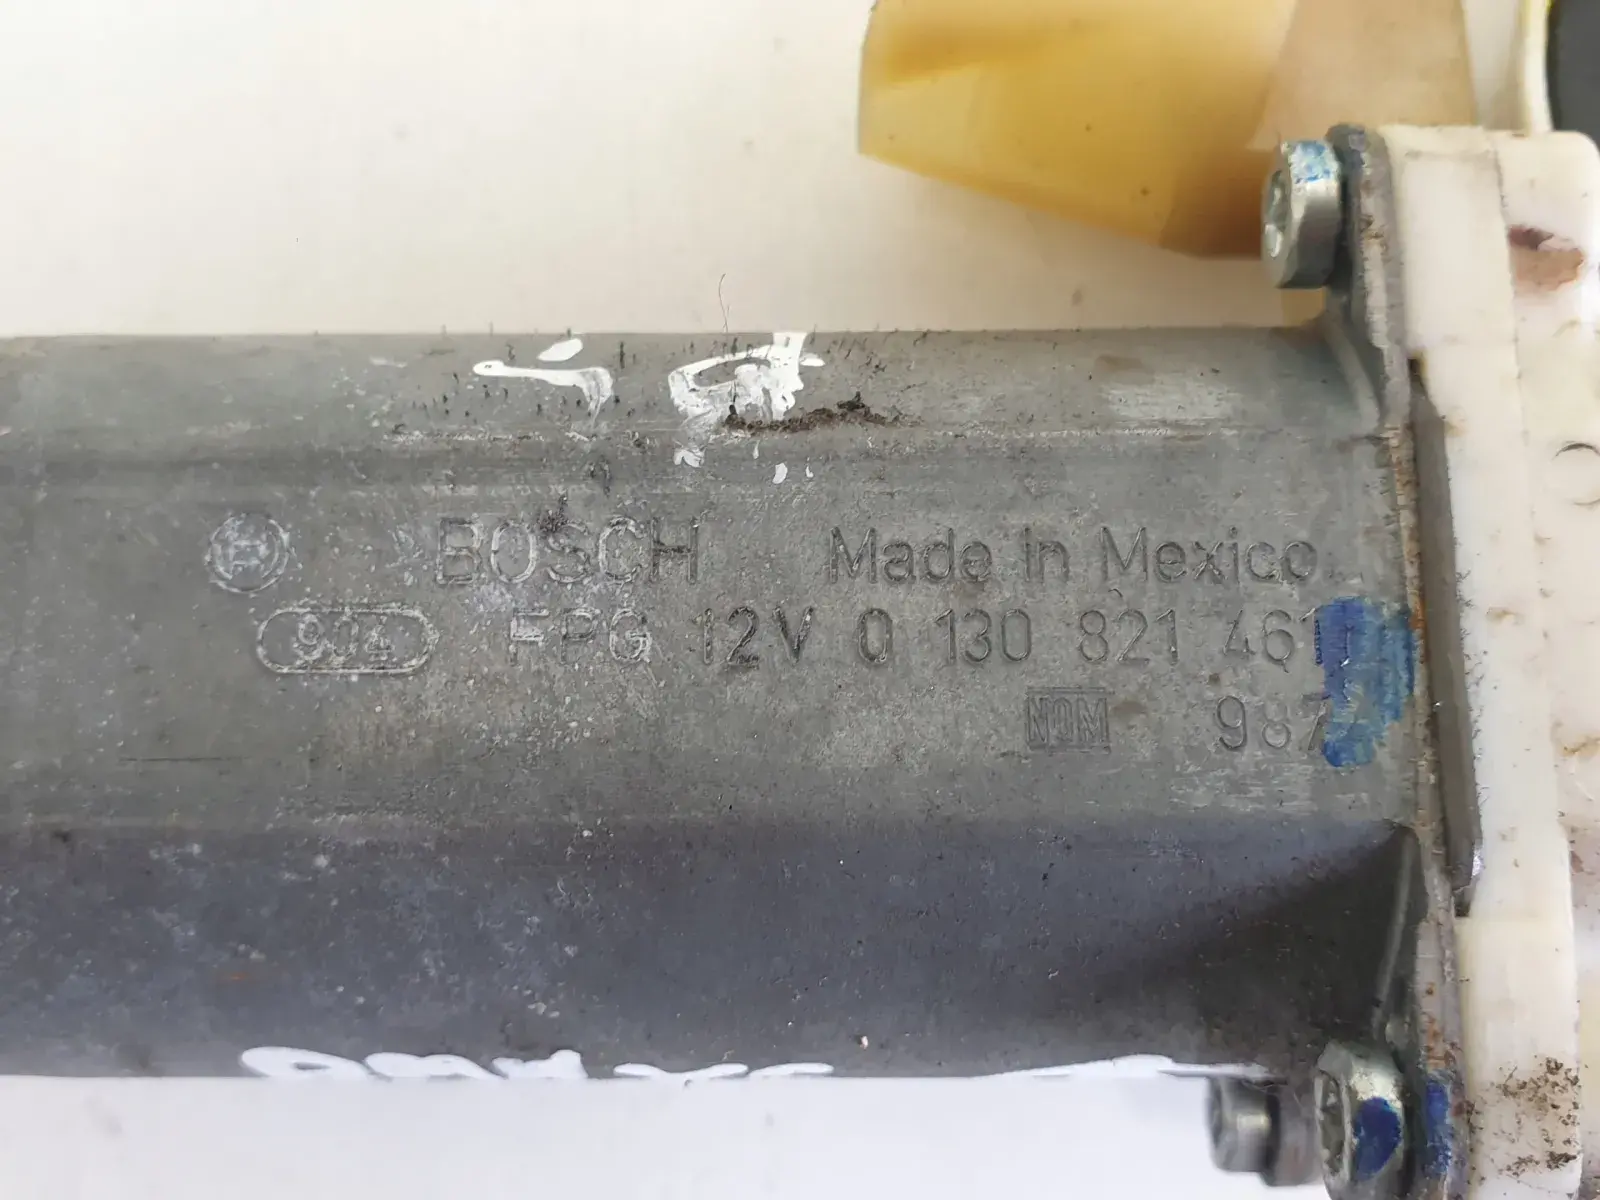 BOSCH Made in Mexico
904 FPG 12V 0 130 821 461
NOM 987